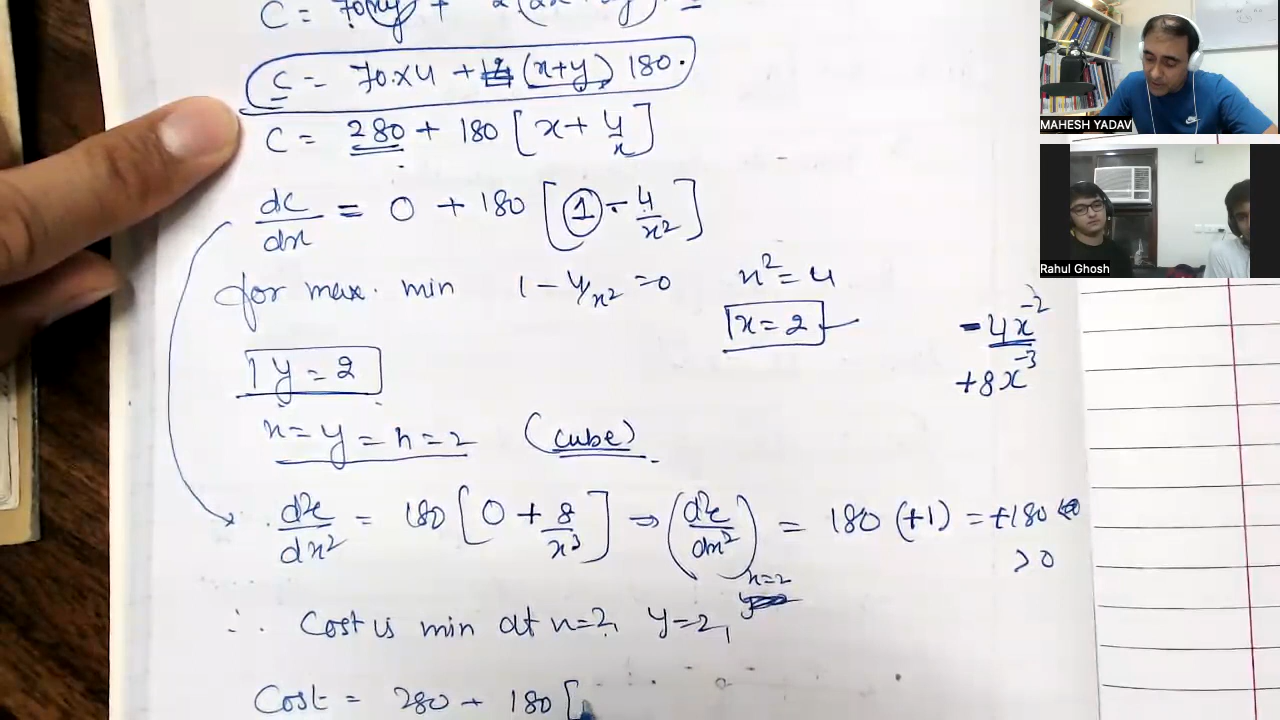 C = 70xy +
C = 70×4 + (x+y) 180.
MAHESH YADAV
C = 280 + 180 [ x + 4/x ]
dc/dx = 0 + 180 [ 1 - 4/x² ]
Rahul Ghosh
for max. min 1 - 4/x² = 0 x² = 4
x = 2
-4x⁻²
y = 2
+8x⁻³
x = y = h = 2 (cube)
d²c/dx² = 180 [ 0 + 8/x³ ] → (d²c/dx²) x=2 = 180 (+1) = +180
>0
∴ Cost is min at x=2, y=2,
Cost = 280 + 180 [